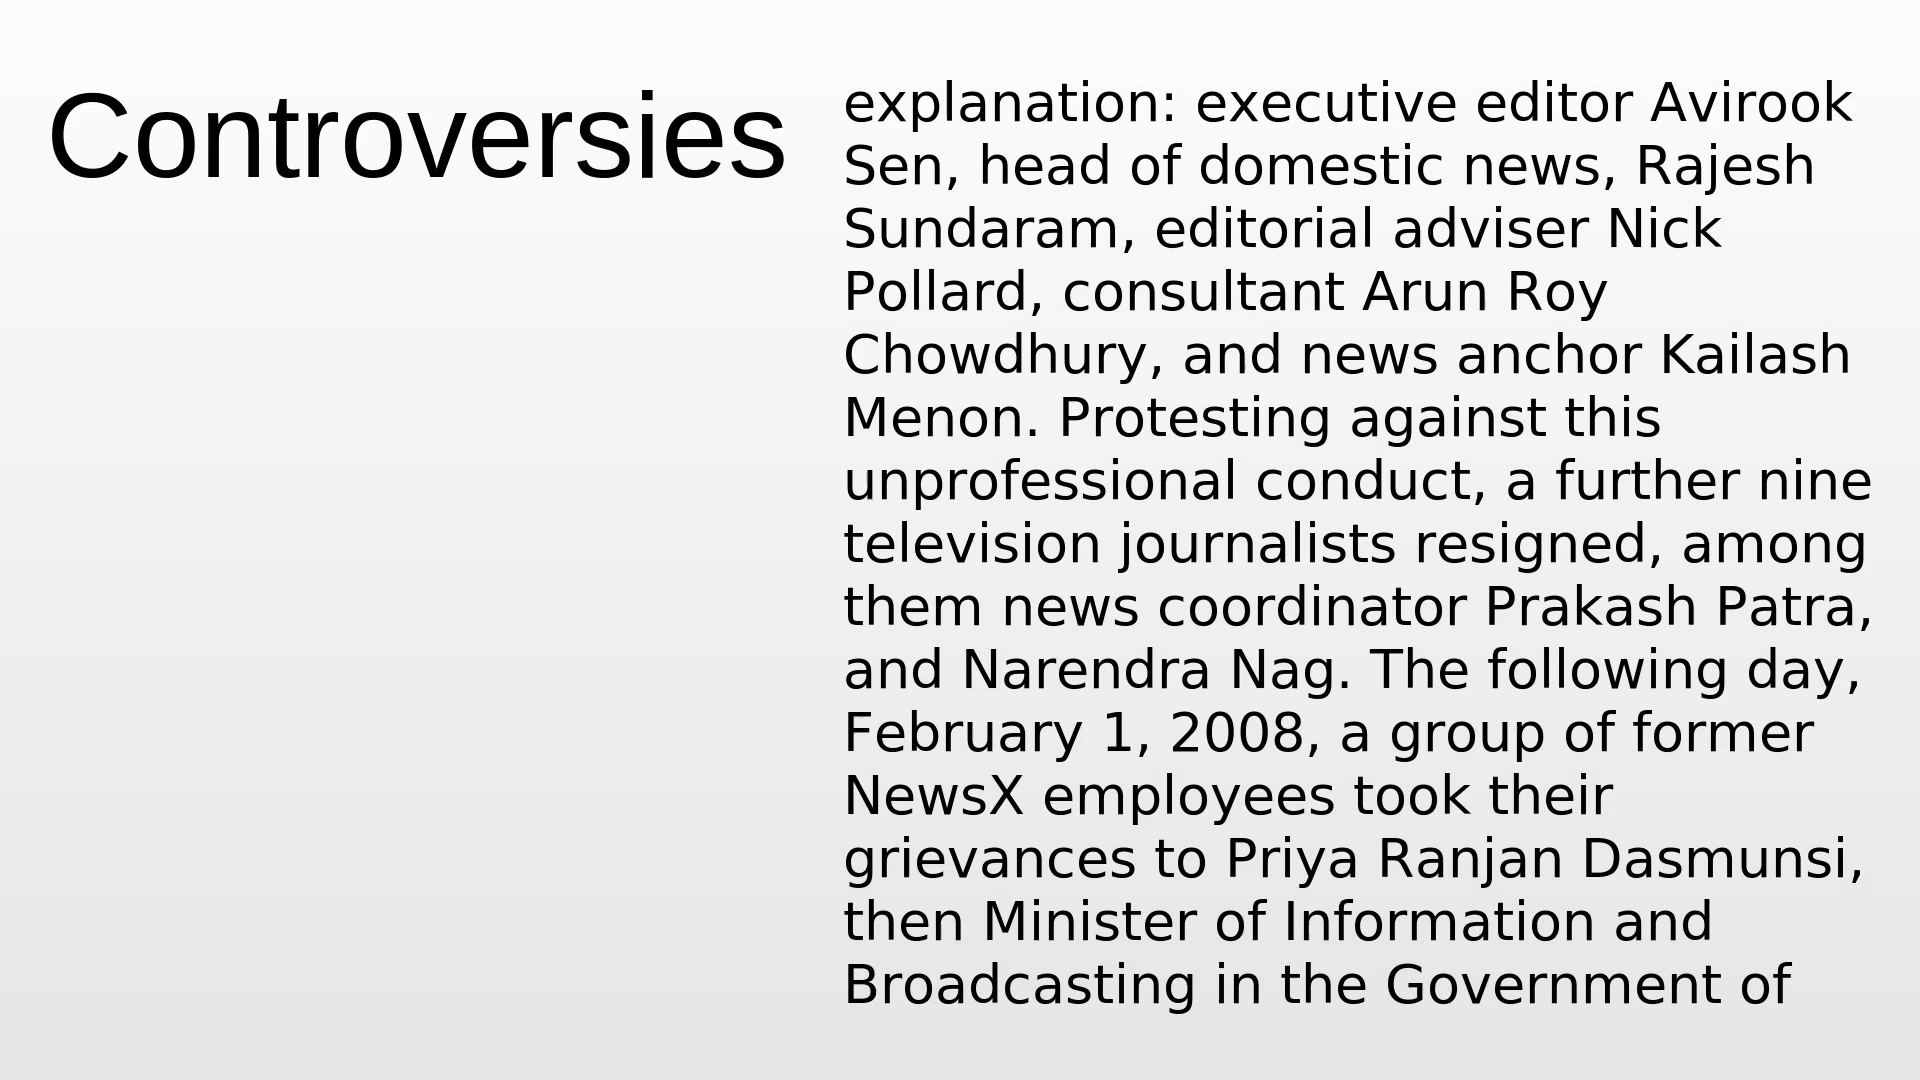 Controversies
explanation: executive editor Avirook
Sen, head of domestic news, Rajesh
Sundaram, editorial adviser Nick
Pollard, consultant Arun Roy
Chowdhury, and news anchor Kailash
Menon. Protesting against this
unprofessional conduct, a further nine
television journalists resigned, among
them news coordinator Prakash Patra,
and Narendra Nag. The following day,
February 1, 2008, a group of former
NewsX employees took their
grievances to Priya Ranjan Dasmunsi,
then Minister of Information and
Broadcasting in the Government of